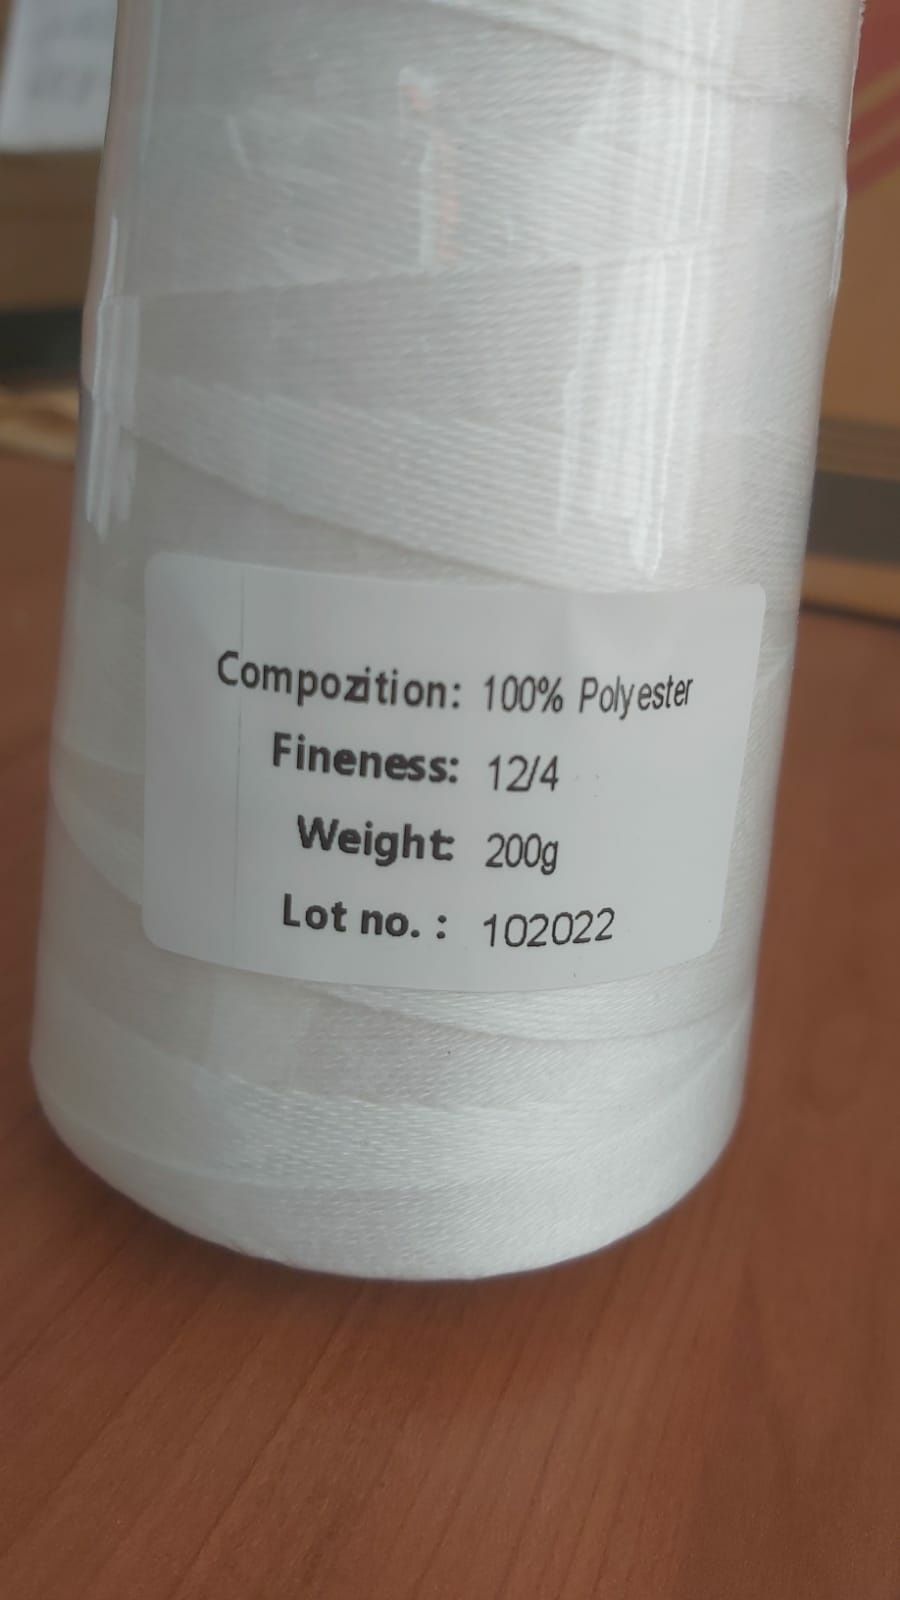 Compozition: 100% Polyester
Fineness: 12/4
Weight: 200g
Lot no. : 102022